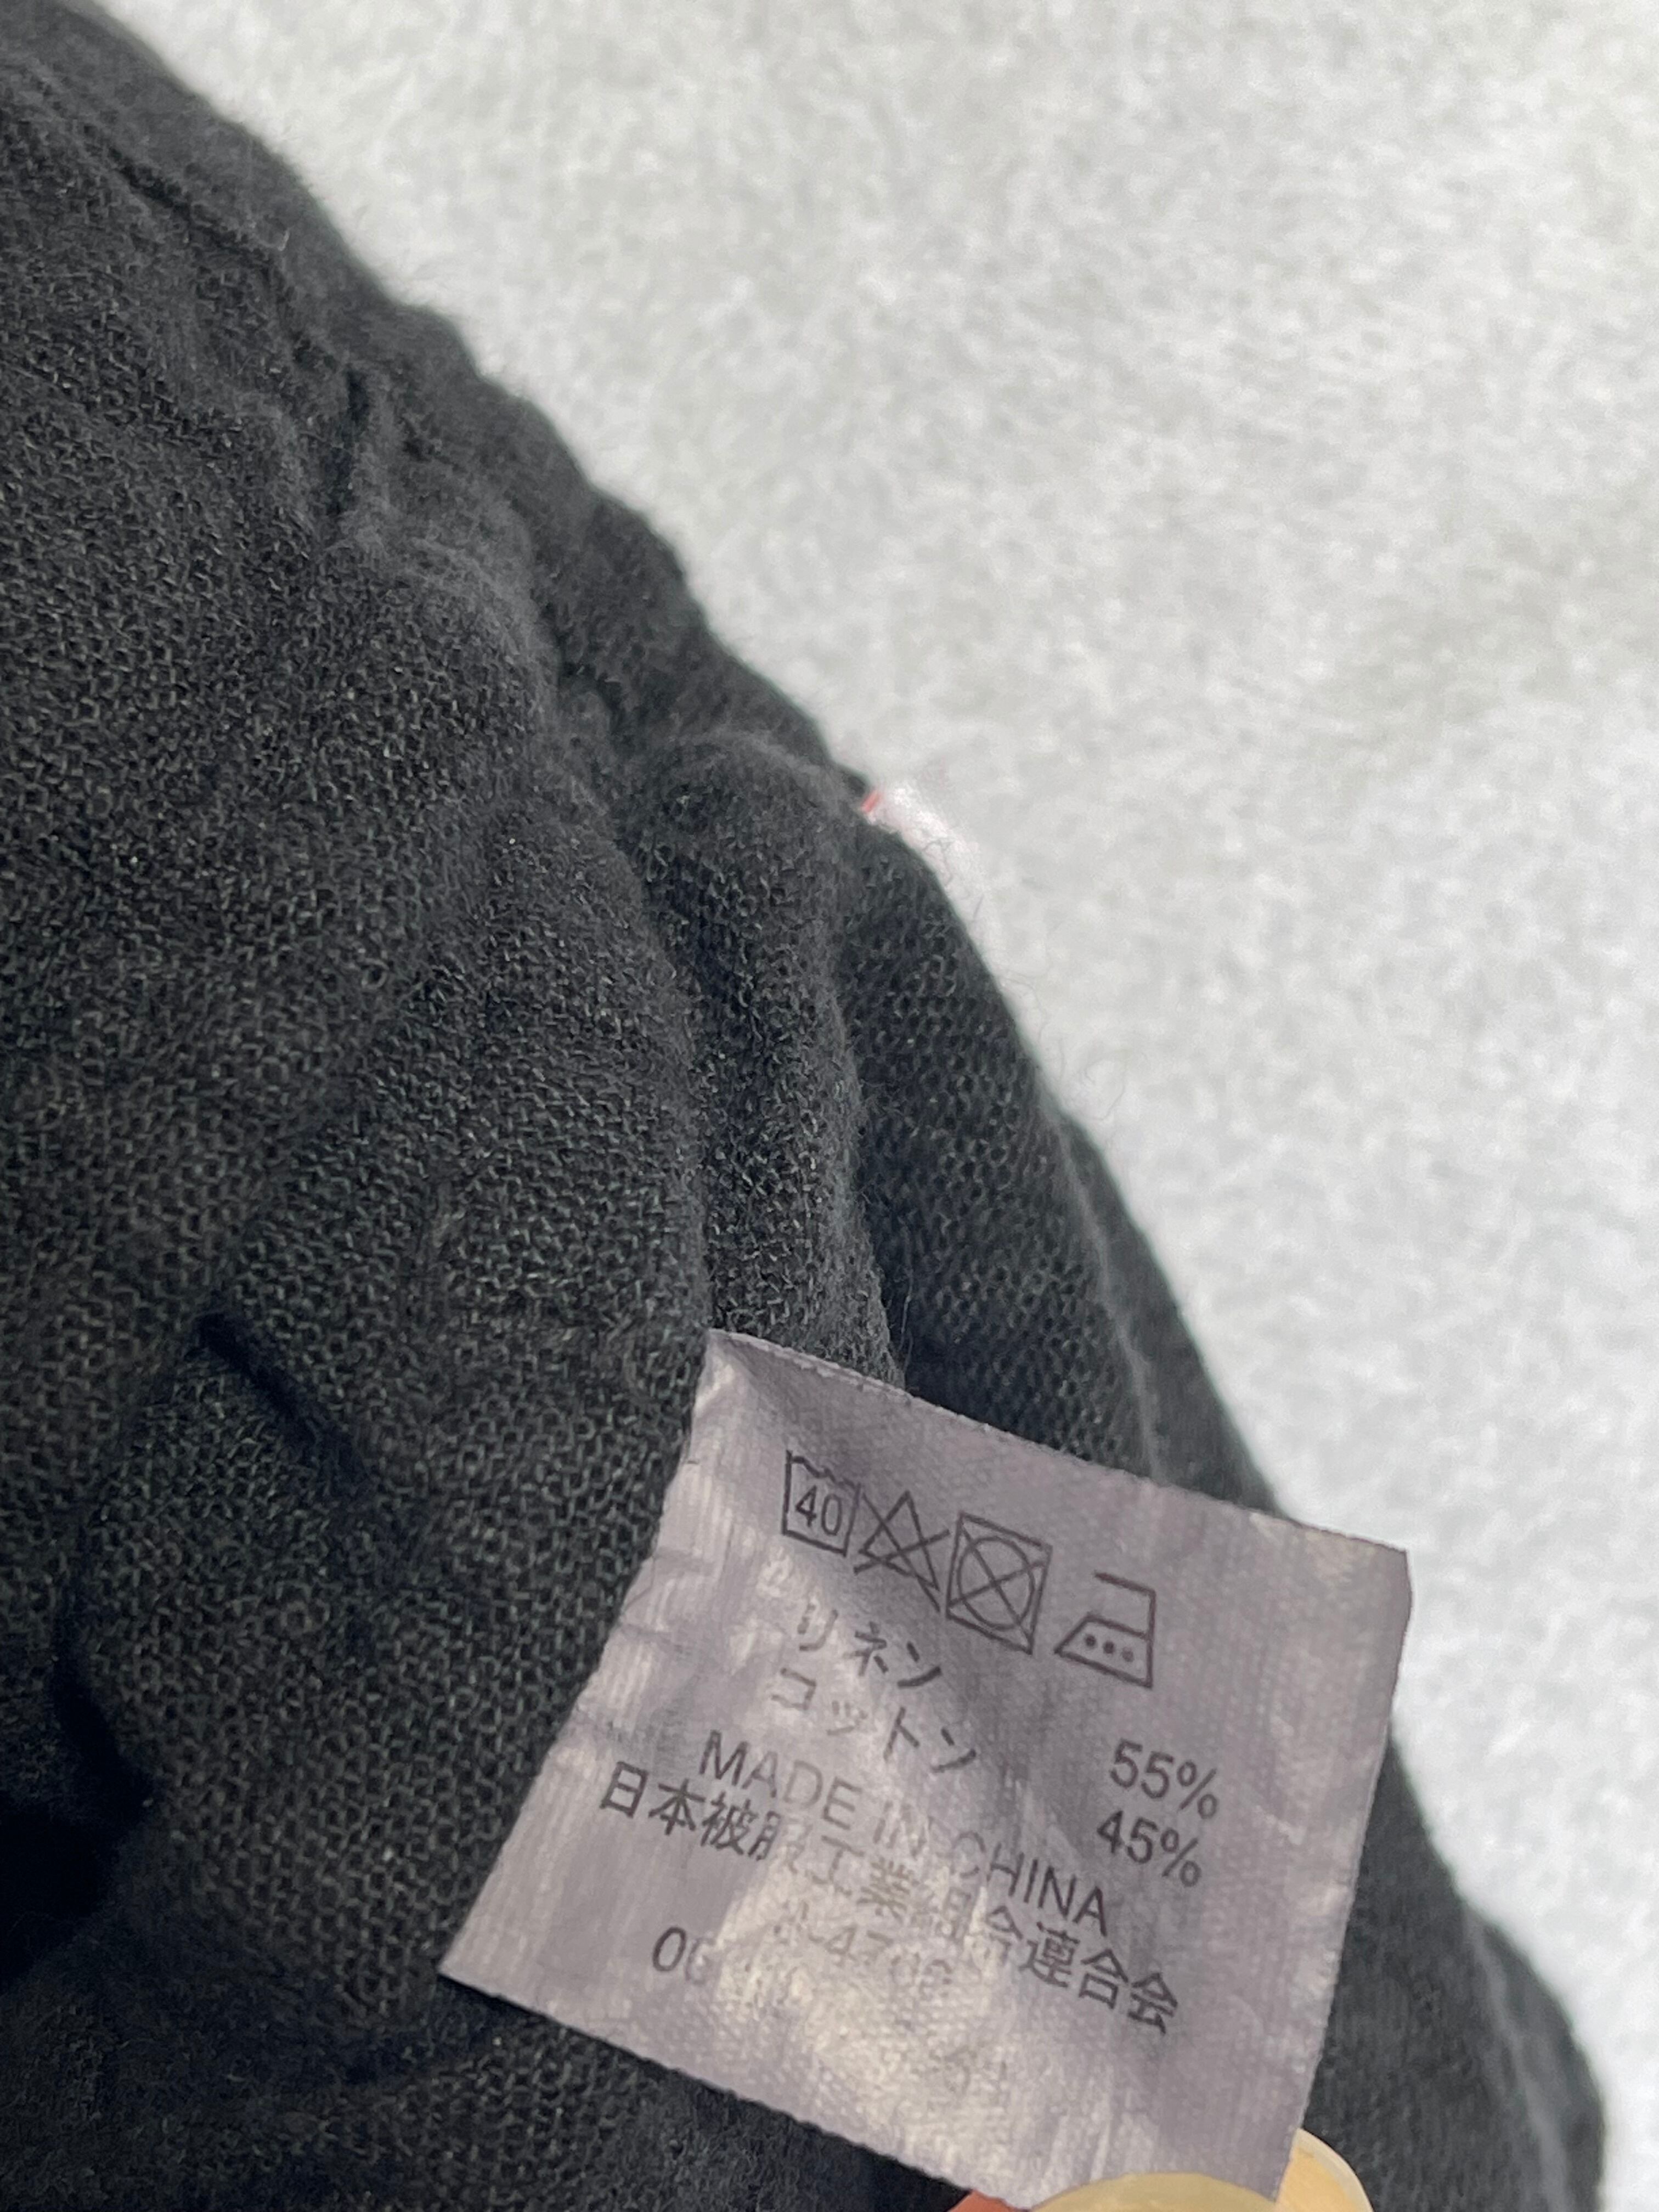 40
リネン 55%
コットン 45%
MADE IN CHINA
日本被服工業組合連合会